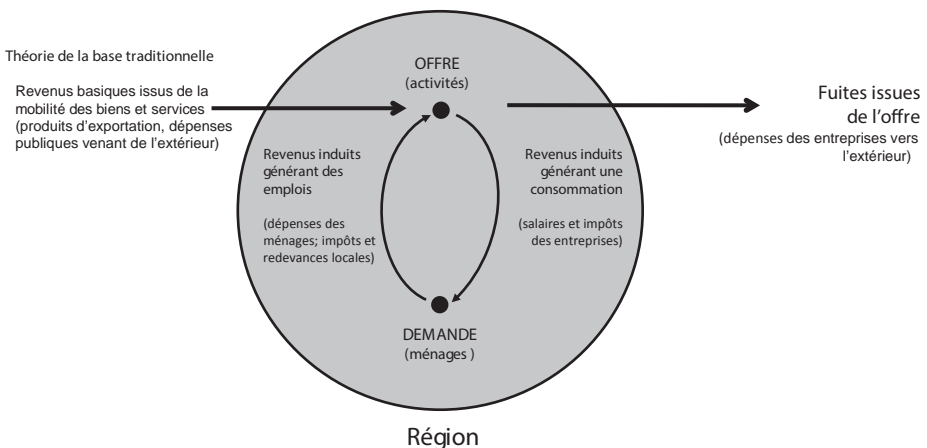 Théorie de la base traditionnelle
Revenus basiques issus de la
mobilité des biens et services
(produits d'exportation, dépenses
publiques venant de l'extérieur)
OFFRE
(activités)
Fuites issues
de l'offre
(dépenses des entreprises vers
l'extérieur)
Revenus induits
générant des
emplois
(dépenses des
ménages; impôts et
redevances locales)
Revenus induits
générant une
consommation
(salaires et impôts
des entreprises)
DEMANDE
(ménages )
Région